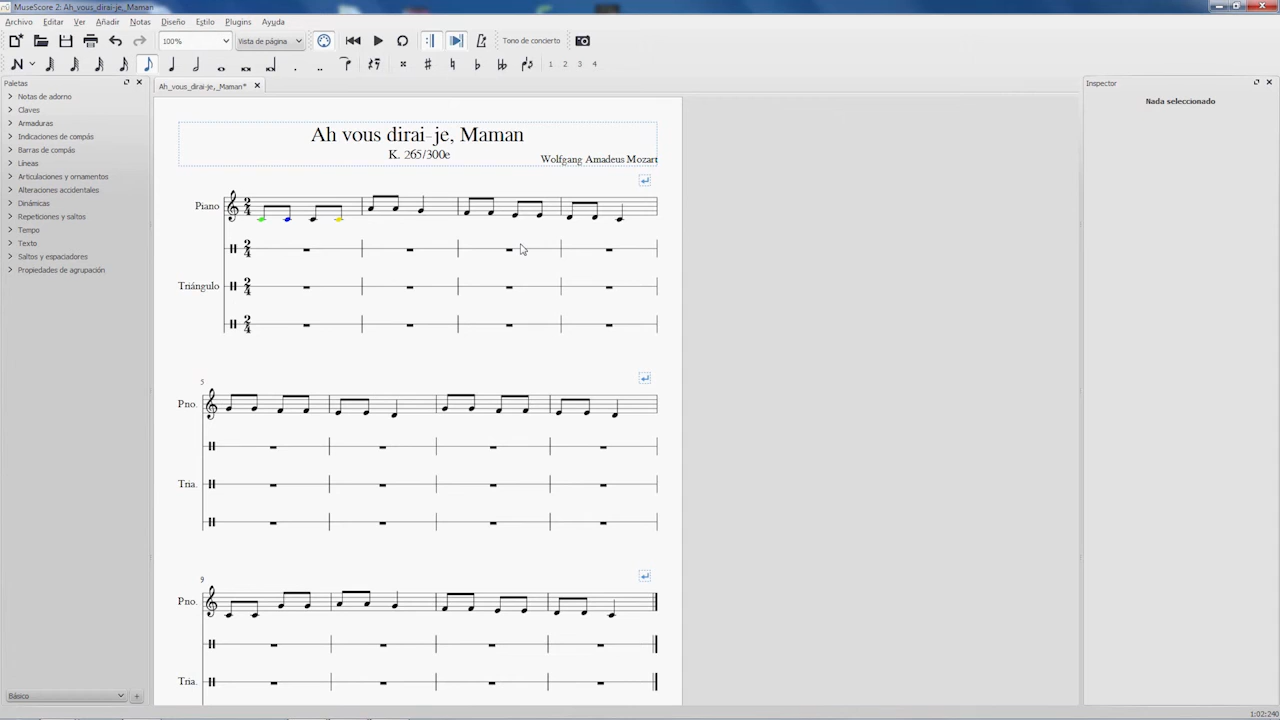 MuseScore 2: Ah_vous_dirai-je,_Maman
Archivo Editar Ver Añadir Notas Diseño Estilo Plugins Ayuda
100% Vista de página Tono de concierto
1 2 3 4
Paletas
Notas de adorno
Claves
Armaduras
Indicaciones de compás
Barras de compás
Líneas
Articulaciones y ornamentos
Alteraciones accidentales
Dinámicas
Repeticiones y saltos
Tempo
Texto
Saltos y espaciadores
Propiedades de agrupación
Básico
Ah_vous_dirai-je,_Maman*
Ah vous dirai-je, Maman
K. 265/300e
Wolfgang Amadeus Mozart
Piano
Triángulo
5
Pno.
Tria.
9
Pno.
Tria.
Inspector
Nada seleccionado
1:02:240